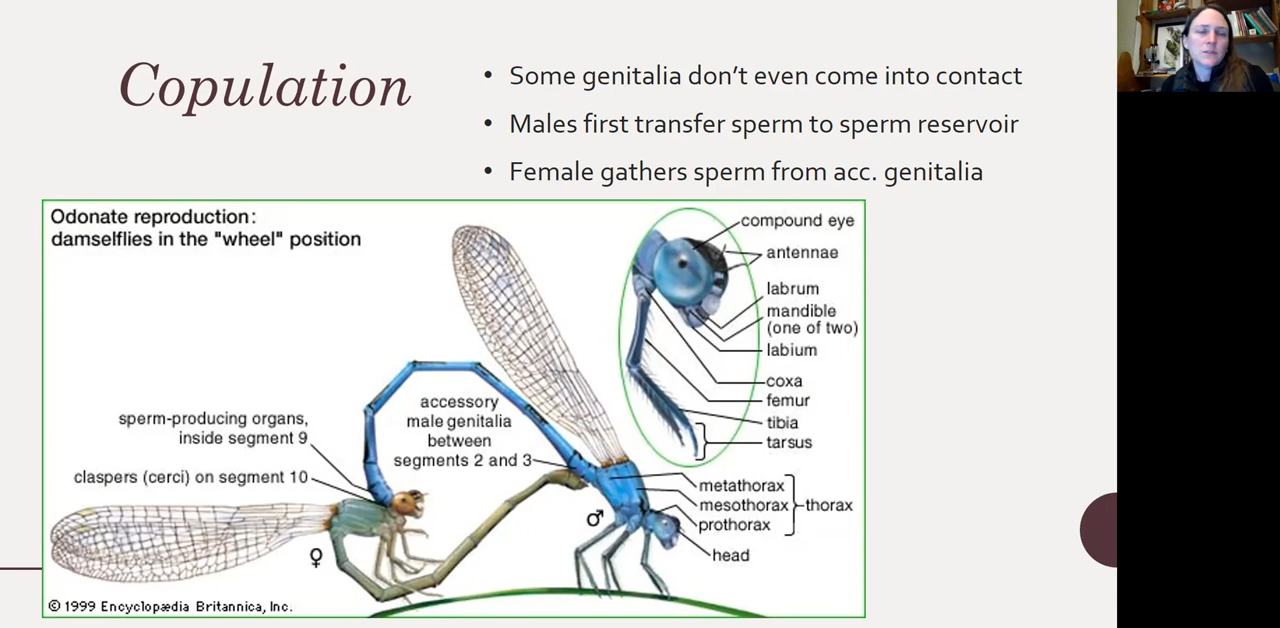 Copulation
• Some genitalia don’t even come into contact
• Males first transfer sperm to sperm reservoir
• Female gathers sperm from acc. genitalia
Odonate reproduction:
damselflies in the "wheel" position
compound eye
antennae
labrum
mandible
(one of two)
labium
coxa
femur
tibia
tarsus
accessory
male genitalia
between
segments 2 and 3
sperm-producing organs,
inside segment 9
claspers (cerci) on segment 10
metathorax
mesothorax
thorax
prothorax
head
♂
♀
© 1999 Encyclopædia Britannica, Inc.